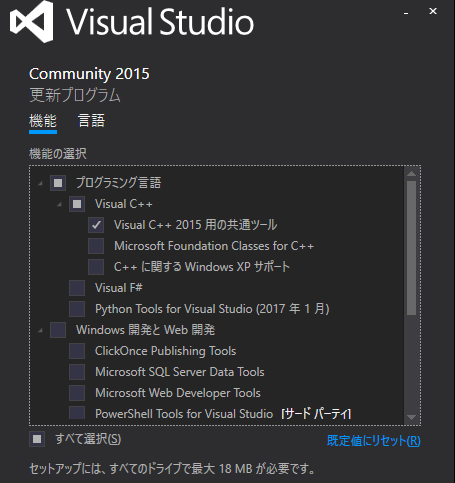 Visual Studio
Community 2015
更新プログラム
機能 言語
機能の選択
プログラミング言語
Visual C++
Visual C++ 2015 用の共通ツール
Microsoft Foundation Classes for C++
C++ に関する Windows XP サポート
Visual F#
Python Tools for Visual Studio (2017 年 1 月)
Windows 開発と Web 開発
ClickOnce Publishing Tools
Microsoft SQL Server Data Tools
Microsoft Web Developer Tools
PowerShell Tools for Visual Studio [サード パーティ]
すべて選択(S) 既定値にリセット(R)
セットアップには、すべてのドライブで最大 18 MB が必要です。